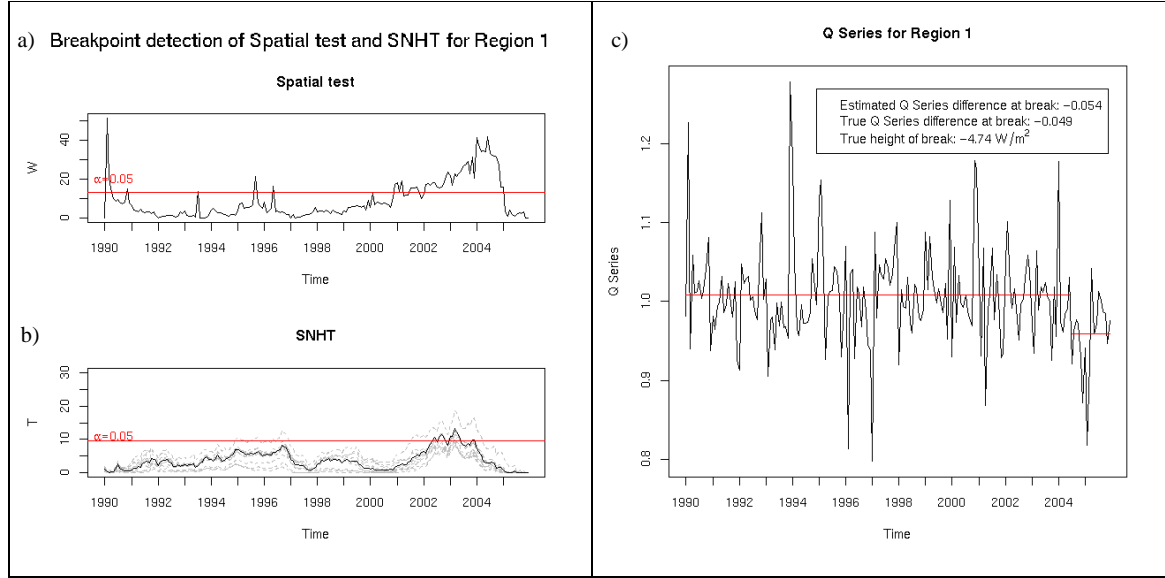 a) Breakpoint detection of Spatial test and SNHT for Region 1
Spatial test
W
0 20 40
α=0.05
1990 1992 1994 1996 1998 2000 2002 2004
Time
b)
SNHT
T
0 10 20 30
α=0.05
1990 1992 1994 1996 1998 2000 2002 2004
Time
c)
Q Series for Region 1
Estimated Q Series difference at break: −0.054
True Q Series difference at break: −0.049
True height of break: −4.74 W/m²
Q Series
0.8 0.9 1.0 1.1 1.2
1990 1992 1994 1996 1998 2000 2002 2004
Time